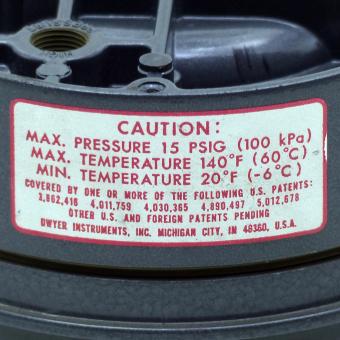 CAUTION:
MAX. PRESSURE 15 PSIG (100 kPa)
MAX. TEMPERATURE 140°F (60°C)
MIN. TEMPERATURE 20°F (-6°C)
COVERED BY ONE OR MORE OF THE FOLLOWING U.S. PATENTS:
3,862,416 4,011,759 4,030,365 4,890,497 5,012,678
OTHER U.S. AND FOREIGN PATENTS PENDING
DWYER INSTRUMENTS, INC. MICHIGAN CITY, IN 46360, U.S.A.